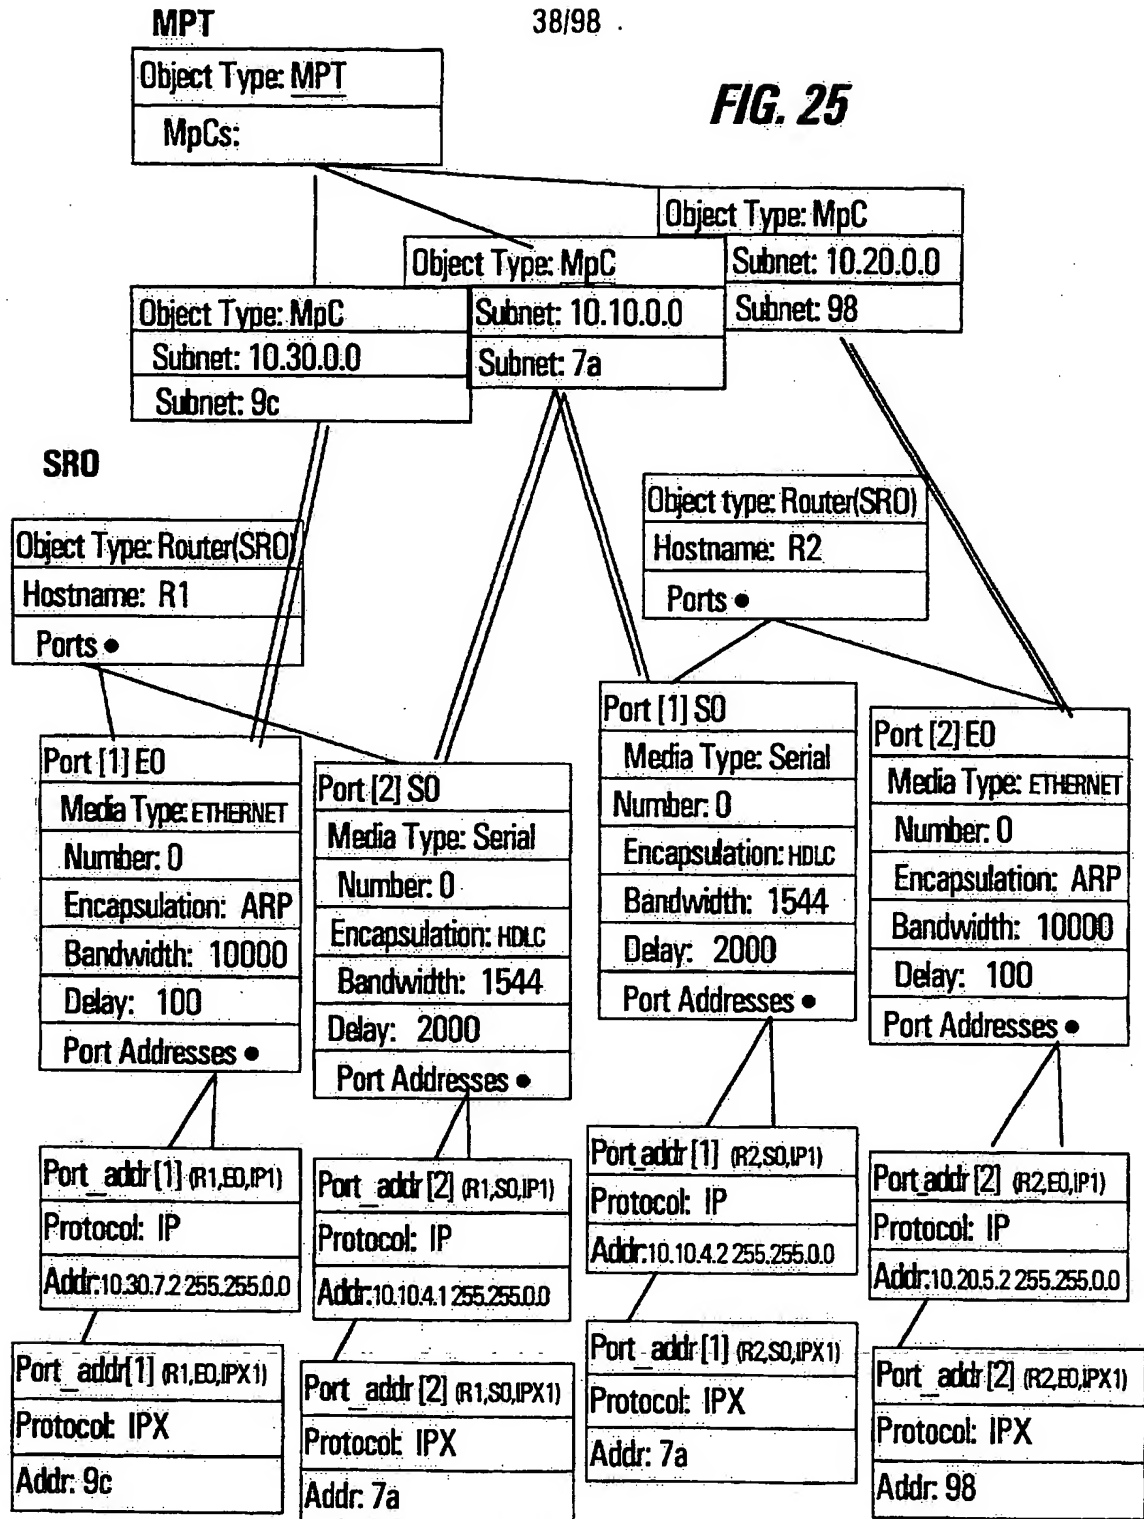 MPT
38/98
Object Type: MPT
MpCs:
FIG. 25
Object Type: MpC
Subnet: 10.20.0.0
Subnet: 98
Object Type: MpC
Subnet: 10.10.0.0
Subnet: 7a
Object Type: MpC
Subnet: 10.30.0.0
Subnet: 9c
SRO
Object Type: Router(SRO)
Hostname: R1
Ports ●
Object type: Router(SRO)
Hostname: R2
Ports ●
Port [1] E0
Media Type: ETHERNET
Number: 0
Encapsulation: ARP
Bandwidth: 10000
Delay: 100
Port Addresses ●
Port [2] S0
Media Type: Serial
Number: 0
Encapsulation: HDLC
Bandwidth: 1544
Delay: 2000
Port Addresses ●
Port [1] S0
Media Type: Serial
Number: 0
Encapsulation: HDLC
Bandwidth: 1544
Delay: 2000
Port Addresses ●
Port [2] E0
Media Type: ETHERNET
Number: 0
Encapsulation: ARP
Bandwidth: 10000
Delay: 100
Port Addresses ●
Port_addr [1] (R1,E0,IP1)
Protocol: IP
Addr:10.30.7.2 255.255.0.0
Port_addr [2] (R1,S0,IP1)
Protocol: IP
Addr:10.10.4.1 255.255.0.0
Port_addr [1] (R2,S0,IP1)
Protocol: IP
Addr:10.10.4.2 255.255.0.0
Port_addr [2] (R2,E0,IP1)
Protocol: IP
Addr:10.20.5.2 255.255.0.0
Port_addr[1] (R1,E0,IPX1)
Protocol: IPX
Addr: 9c
Port_addr [2] (R1,S0,IPX1)
Protocol: IPX
Addr: 7a
Port_addr [1] (R2,S0,IPX1)
Protocol: IPX
Addr: 7a
Port_addr [2] (R2,E0,IPX1)
Protocol: IPX
Addr: 98